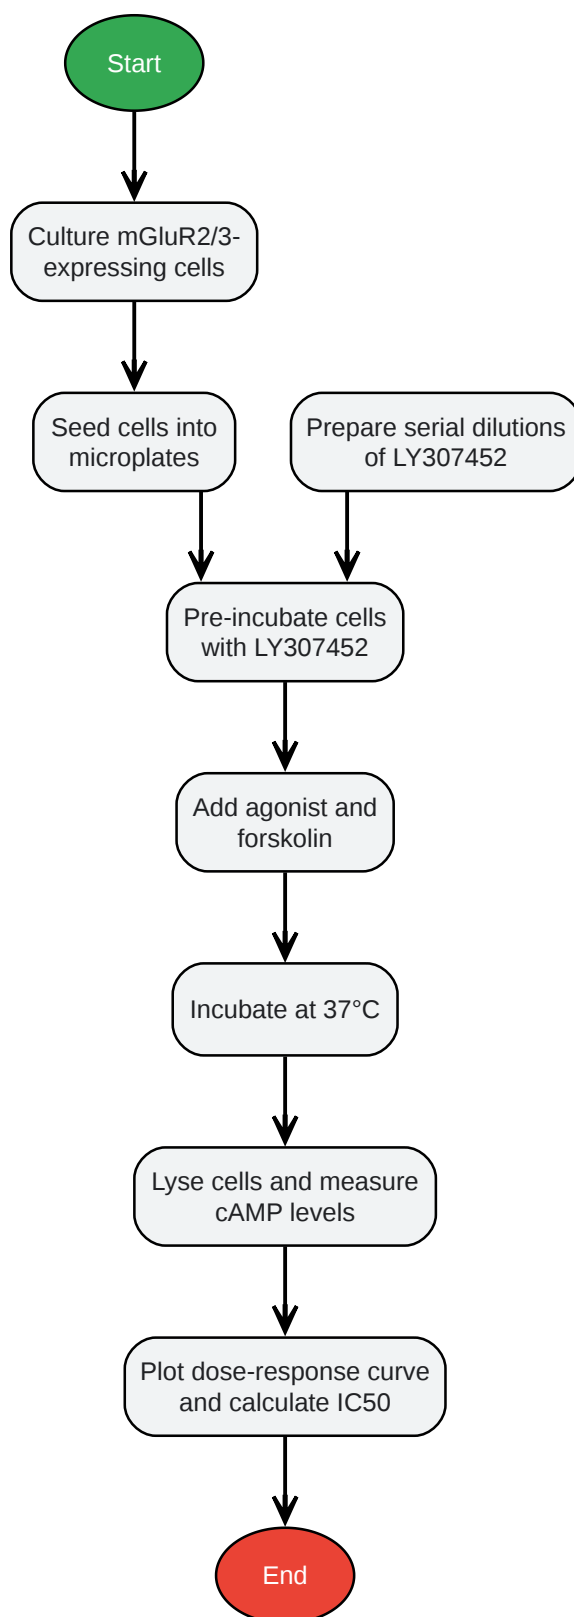 Start
Culture mGluR2/3-
expressing cells
Seed cells into
microplates
Prepare serial dilutions
of LY307452
Pre-incubate cells
with LY307452
Add agonist and
forskolin
Incubate at 37°C
Lyse cells and measure
cAMP levels
Plot dose-response curve
and calculate IC50
End